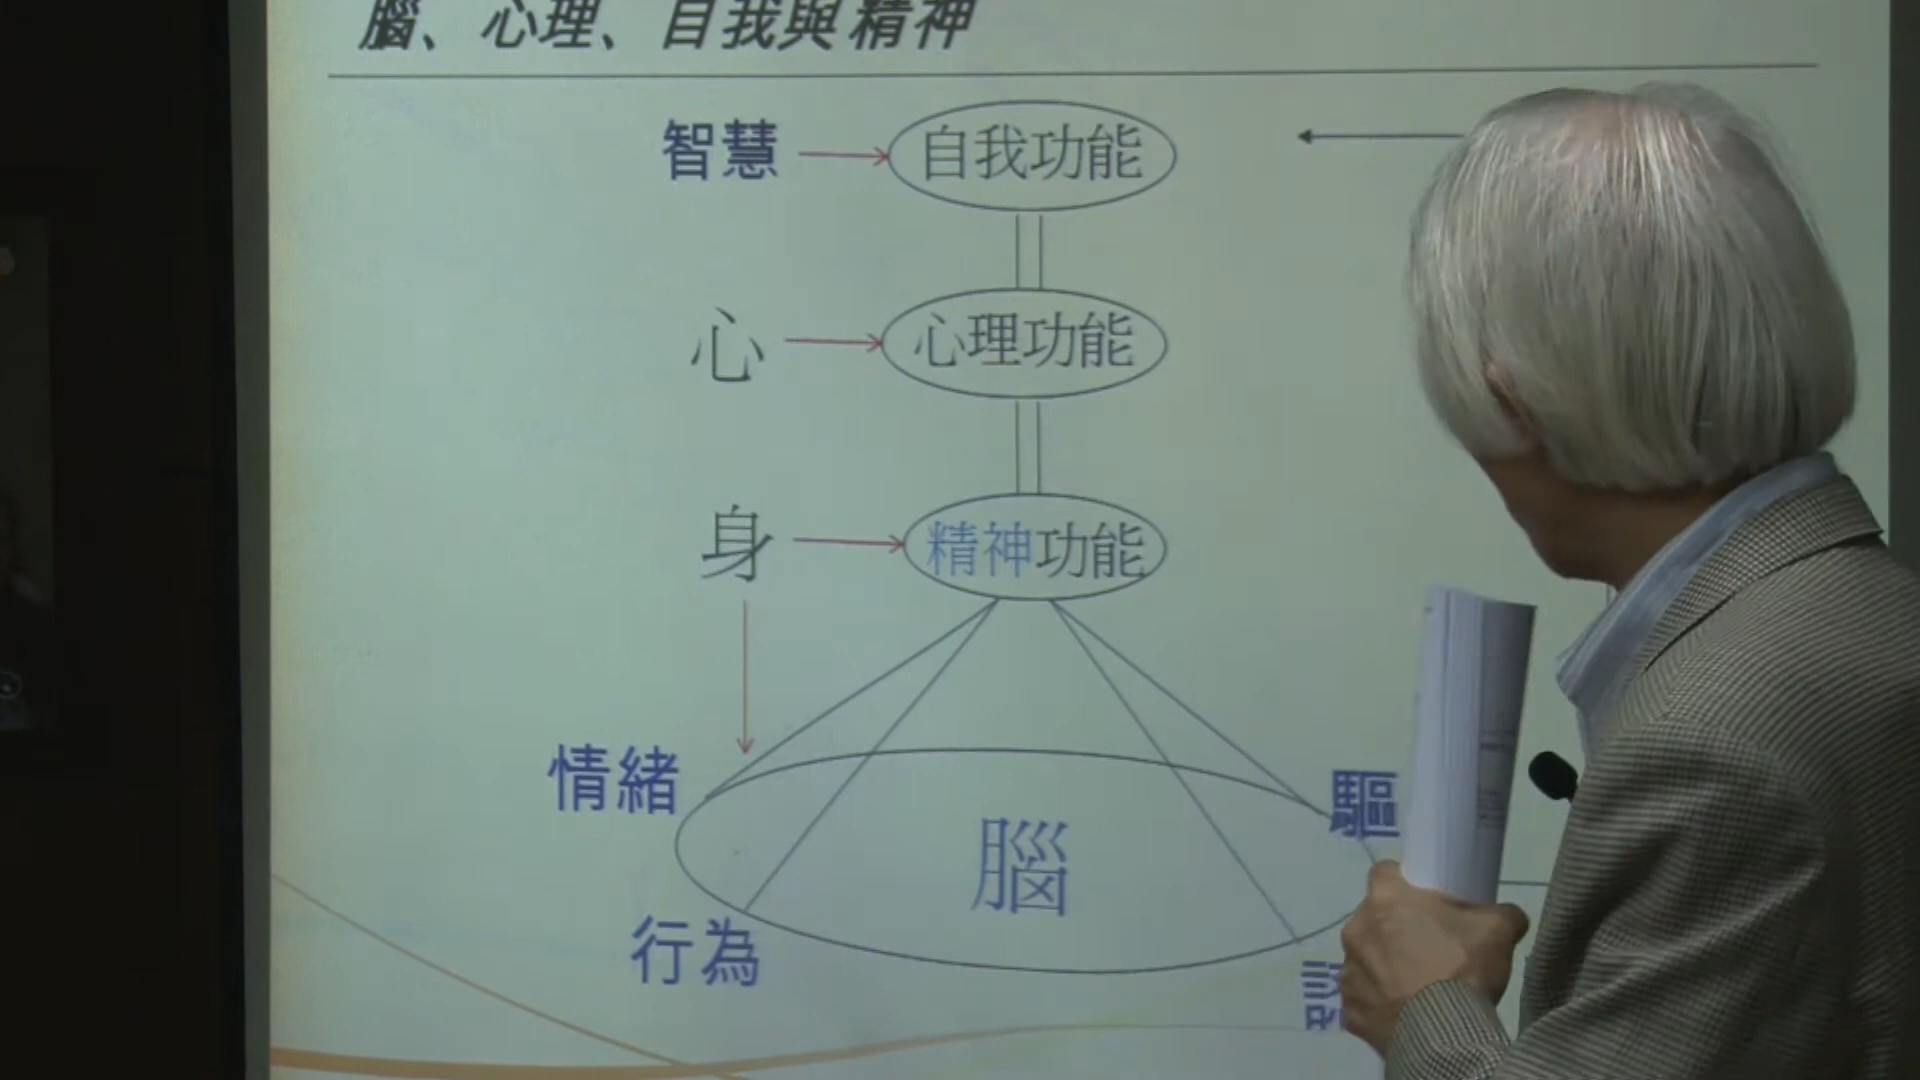 腦、心理、自我與精神
智慧 自我功能
心 心理功能
身 精神功能
情緒 驅
腦
行為